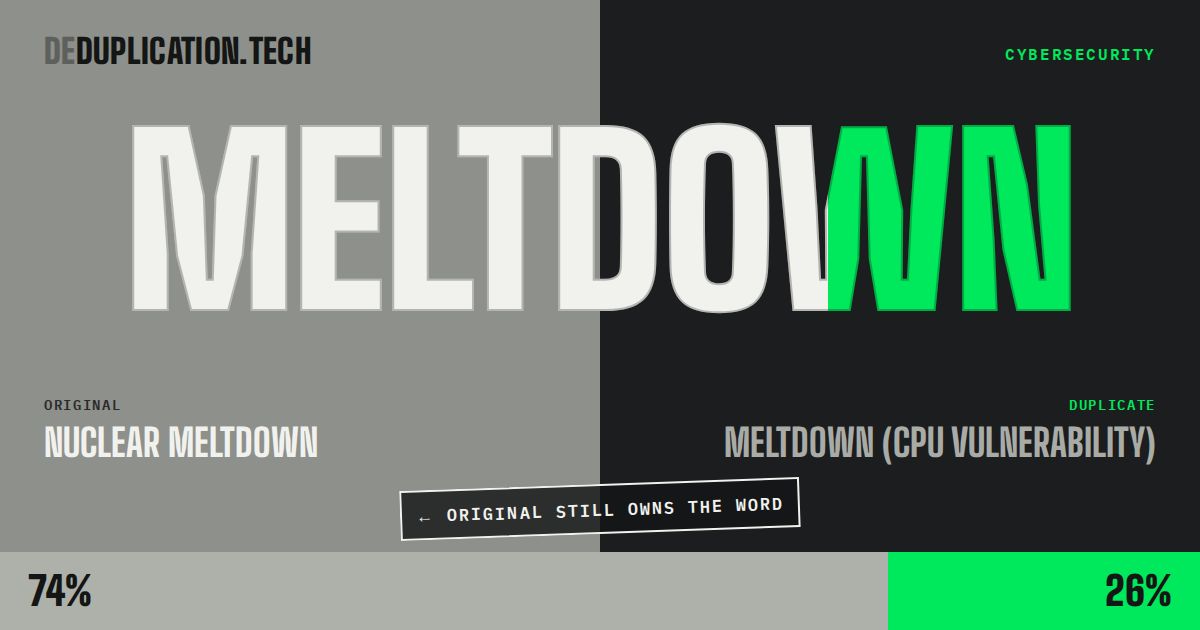 DEDUPLICATION.TECH
CYBERSECURITY
MELTDOWN
ORIGINAL
NUCLEAR MELTDOWN
DUPLICATE
MELTDOWN (CPU VULNERABILITY)
← ORIGINAL STILL OWNS THE WORD
74%
26%